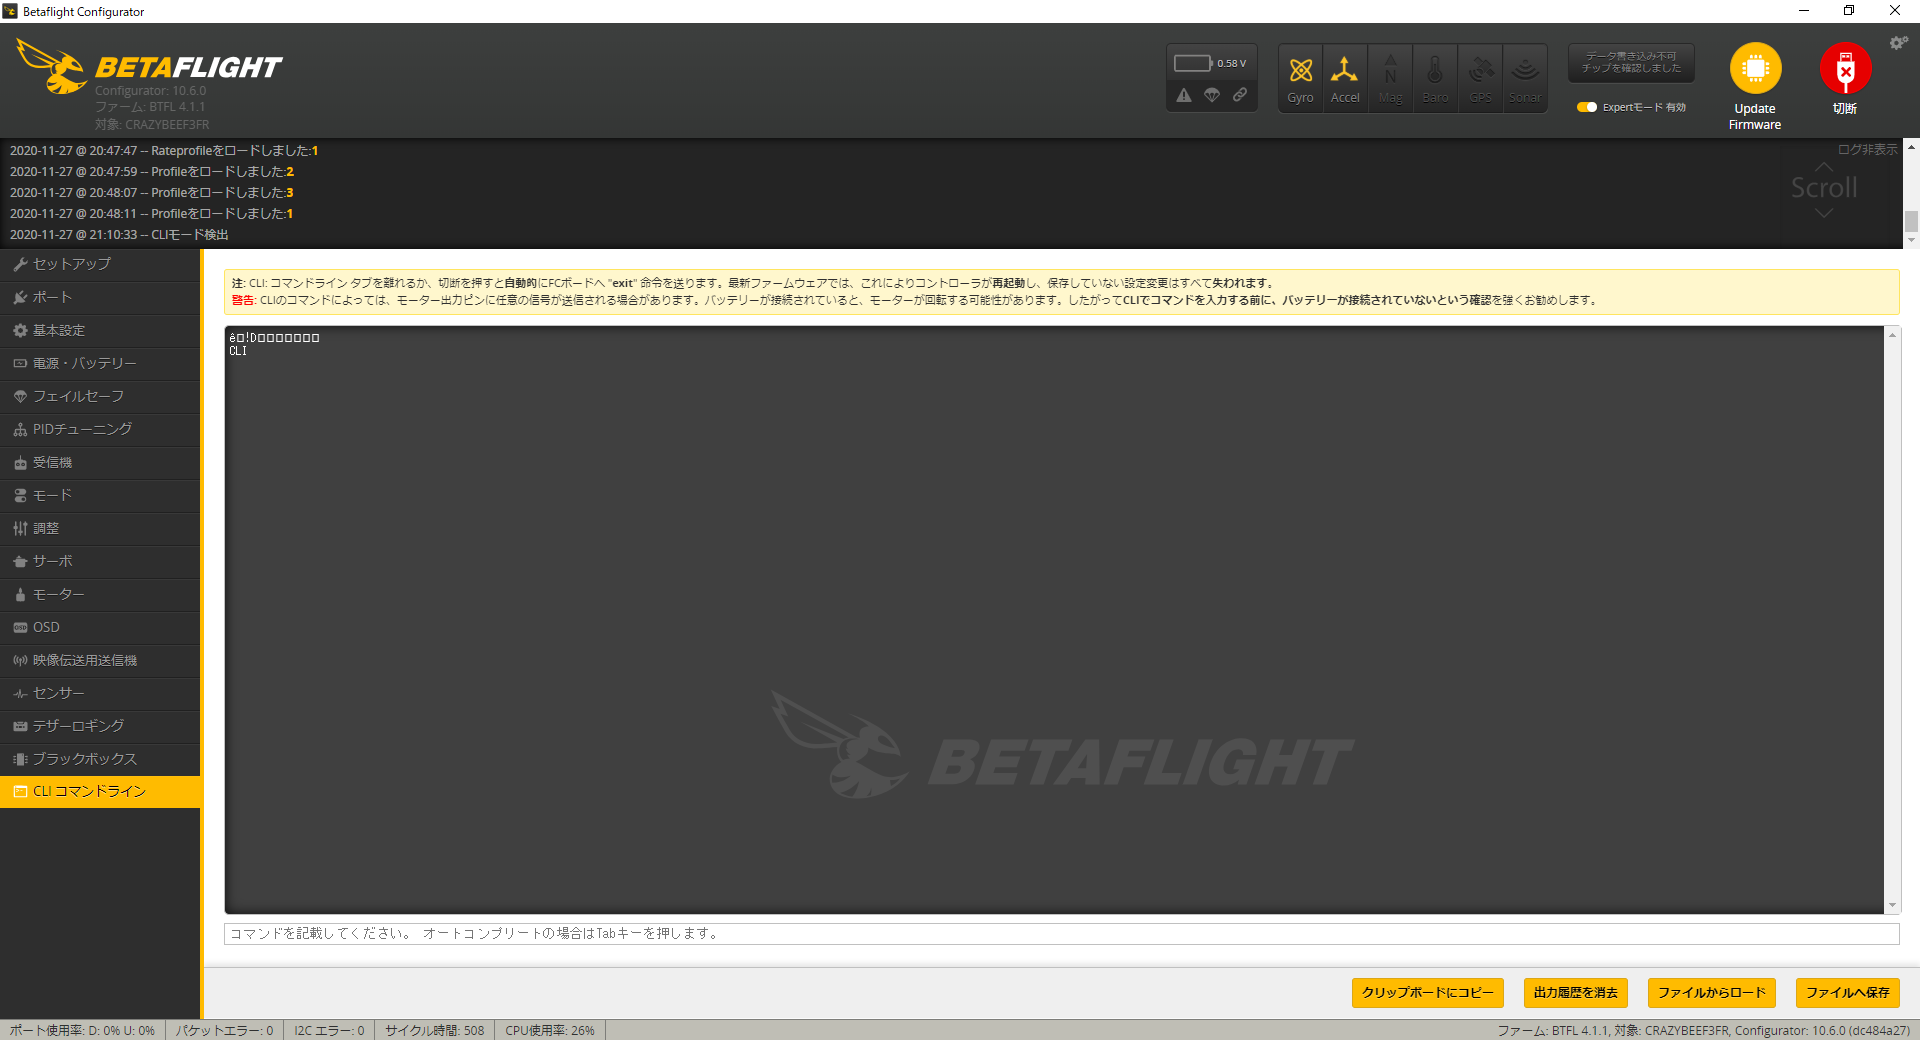 Betaflight Configurator
BETAFLIGHT
Configurator: 10.6.0
ファーム: BTFL 4.1.1
対象: CRAZYBEEF3FR
0.58 V
Gyro
Accel
Mag
Baro
GPS
Sonar
データ書き込み不可
チップを確認しました
Expertモード 有効
Update
Firmware
切断
2020-11-27 @ 20:47:47 -- Rateprofileをロードしました:1
2020-11-27 @ 20:47:59 -- Profileをロードしました:2
2020-11-27 @ 20:48:07 -- Profileをロードしました:3
2020-11-27 @ 20:48:11 -- Profileをロードしました:1
2020-11-27 @ 21:10:33 -- CLIモード検出
ログ非表示
Scroll
セットアップ
ポート
基本設定
電源・バッテリー
フェイルセーフ
PIDチューニング
受信機
モード
調整
サーボ
モーター
OSD
映像伝送用送信機
センサー
テザーロギング
ブラックボックス
CLI コマンドライン
注: CLI: コマンドライン タブを離れるか、切断を押すと自動的にFCボードへ "exit" 命令を送ります。最新ファームウェアでは、これによりコントローラが再起動し、保存していない設定変更はすべて失われます。
警告: CLIのコマンドによっては、モーター出力ピンに任意の信号が送信される場合があります。バッテリーが接続されていると、モーターが回転する可能性があります。したがってCLIでコマンドを入力する前に、バッテリーが接続されていないという確認を強くお勧めします。
ê□!D□□□□□□□
CLI
BETAFLIGHT
コマンドを記載してください。 オートコンプリートの場合はTabキーを押します。
クリップボードにコピー
出力履歴を消去
ファイルからロード
ファイルへ保存
ポート使用率: D: 0% U: 0%
パケットエラー: 0
I2C エラー: 0
サイクル時間: 508
CPU使用率: 26%
ファーム: BTFL 4.1.1, 対象: CRAZYBEEF3FR, Configurator: 10.6.0 (dc484a27)